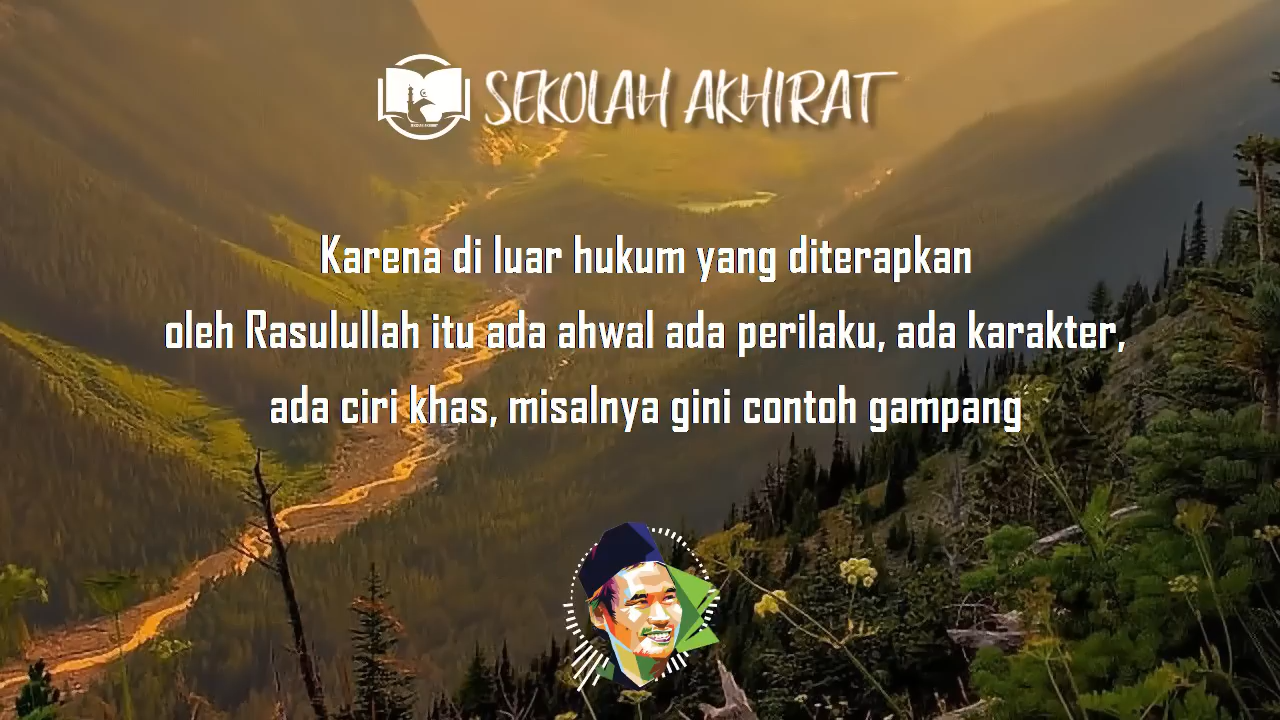 SEKOLAH AKHIRAT
Karena di luar hukum yang diterapkan
oleh Rasulullah itu ada ahwal ada perilaku, ada karakter,
ada ciri khas, misalnya gini contoh gampang